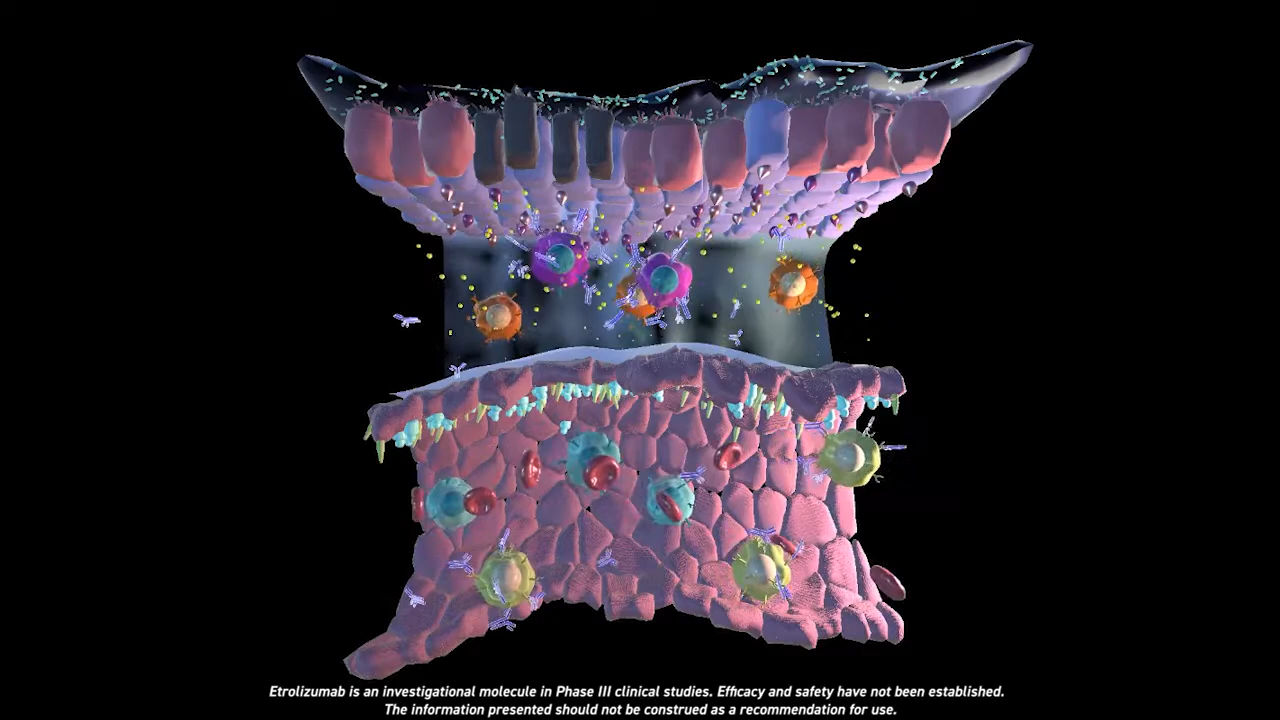 Etrolizumab is an investigational molecule in Phase III clinical studies. Efficacy and safety have not been established.
The information presented should not be construed as a recommendation for use.